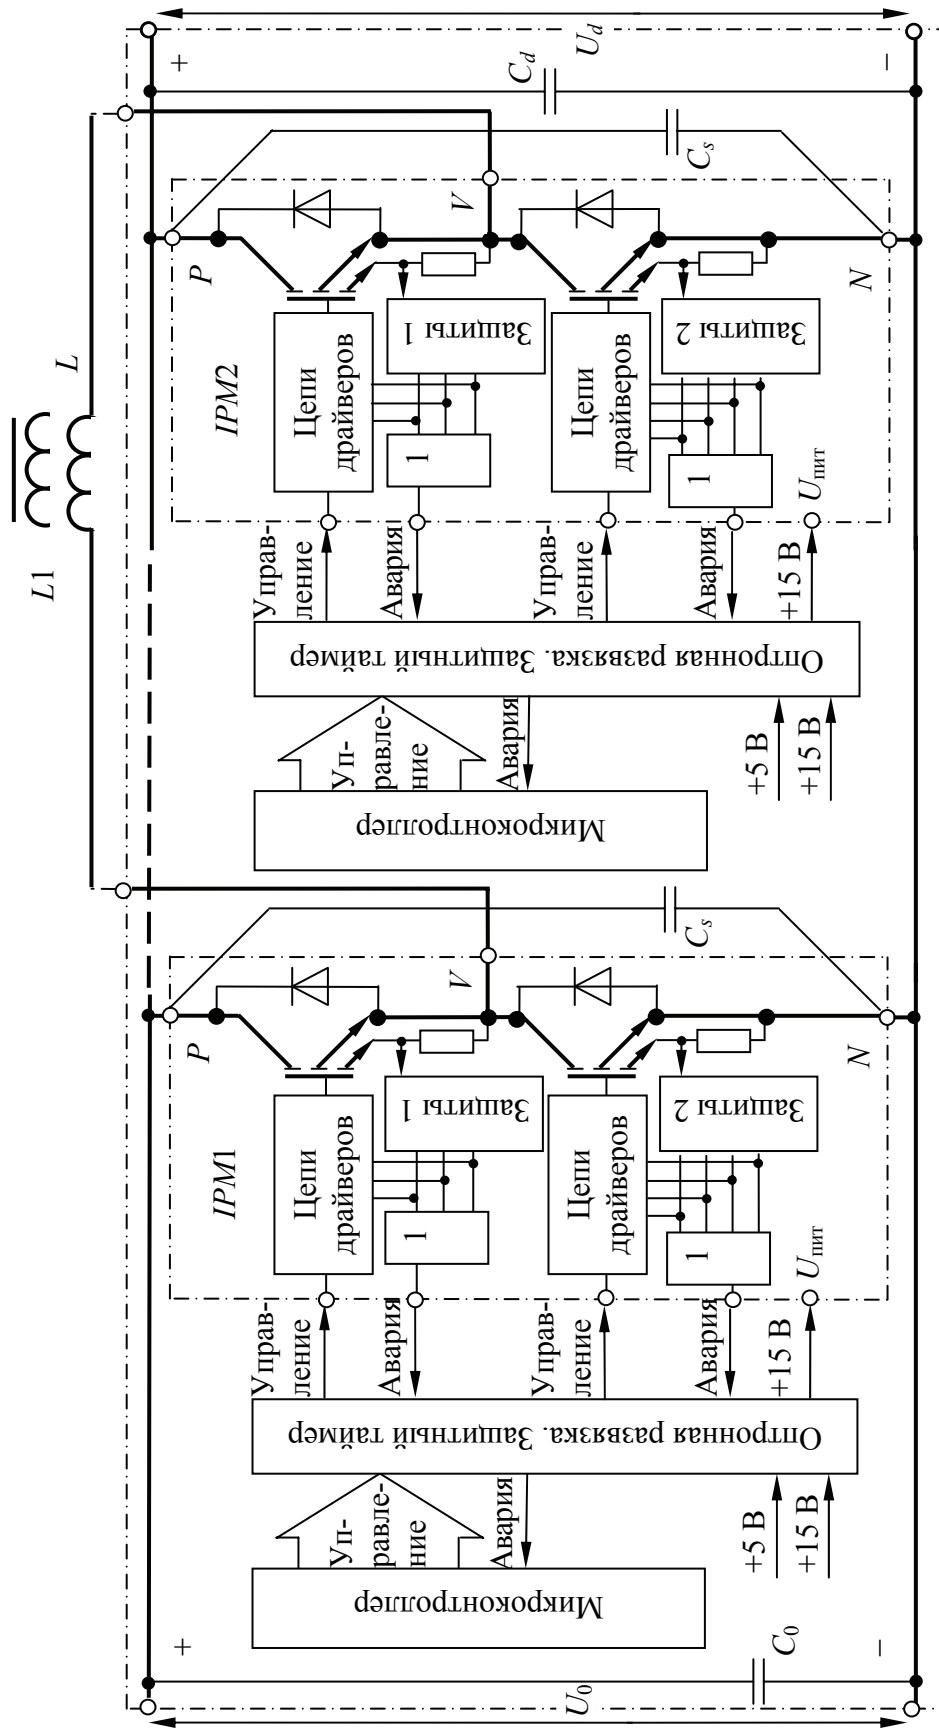 L1
L
+
U0
C0
−
Микроконтроллер
Уп-
равле-
ние
Авария
+5 В
+15 В
Оптронная развязка. Защитный таймер
Управ-
ление
Авария
Управ-
ление
Авария
+15 В
Uпит
IPM1
Цепи
драйверов
1
Защиты 1
Цепи
драйверов
1
Защиты 2
P
V
N
Cs
Микроконтроллер
Уп-
равле-
ние
Авария
+5 В
+15 В
Оптронная развязка. Защитный таймер
Управ-
ление
Авария
Управ-
ление
Авария
+15 В
Uпит
IPM2
Цепи
драйверов
1
Защиты 1
Цепи
драйверов
1
Защиты 2
P
V
N
Cs
Cd
+
Ud
−